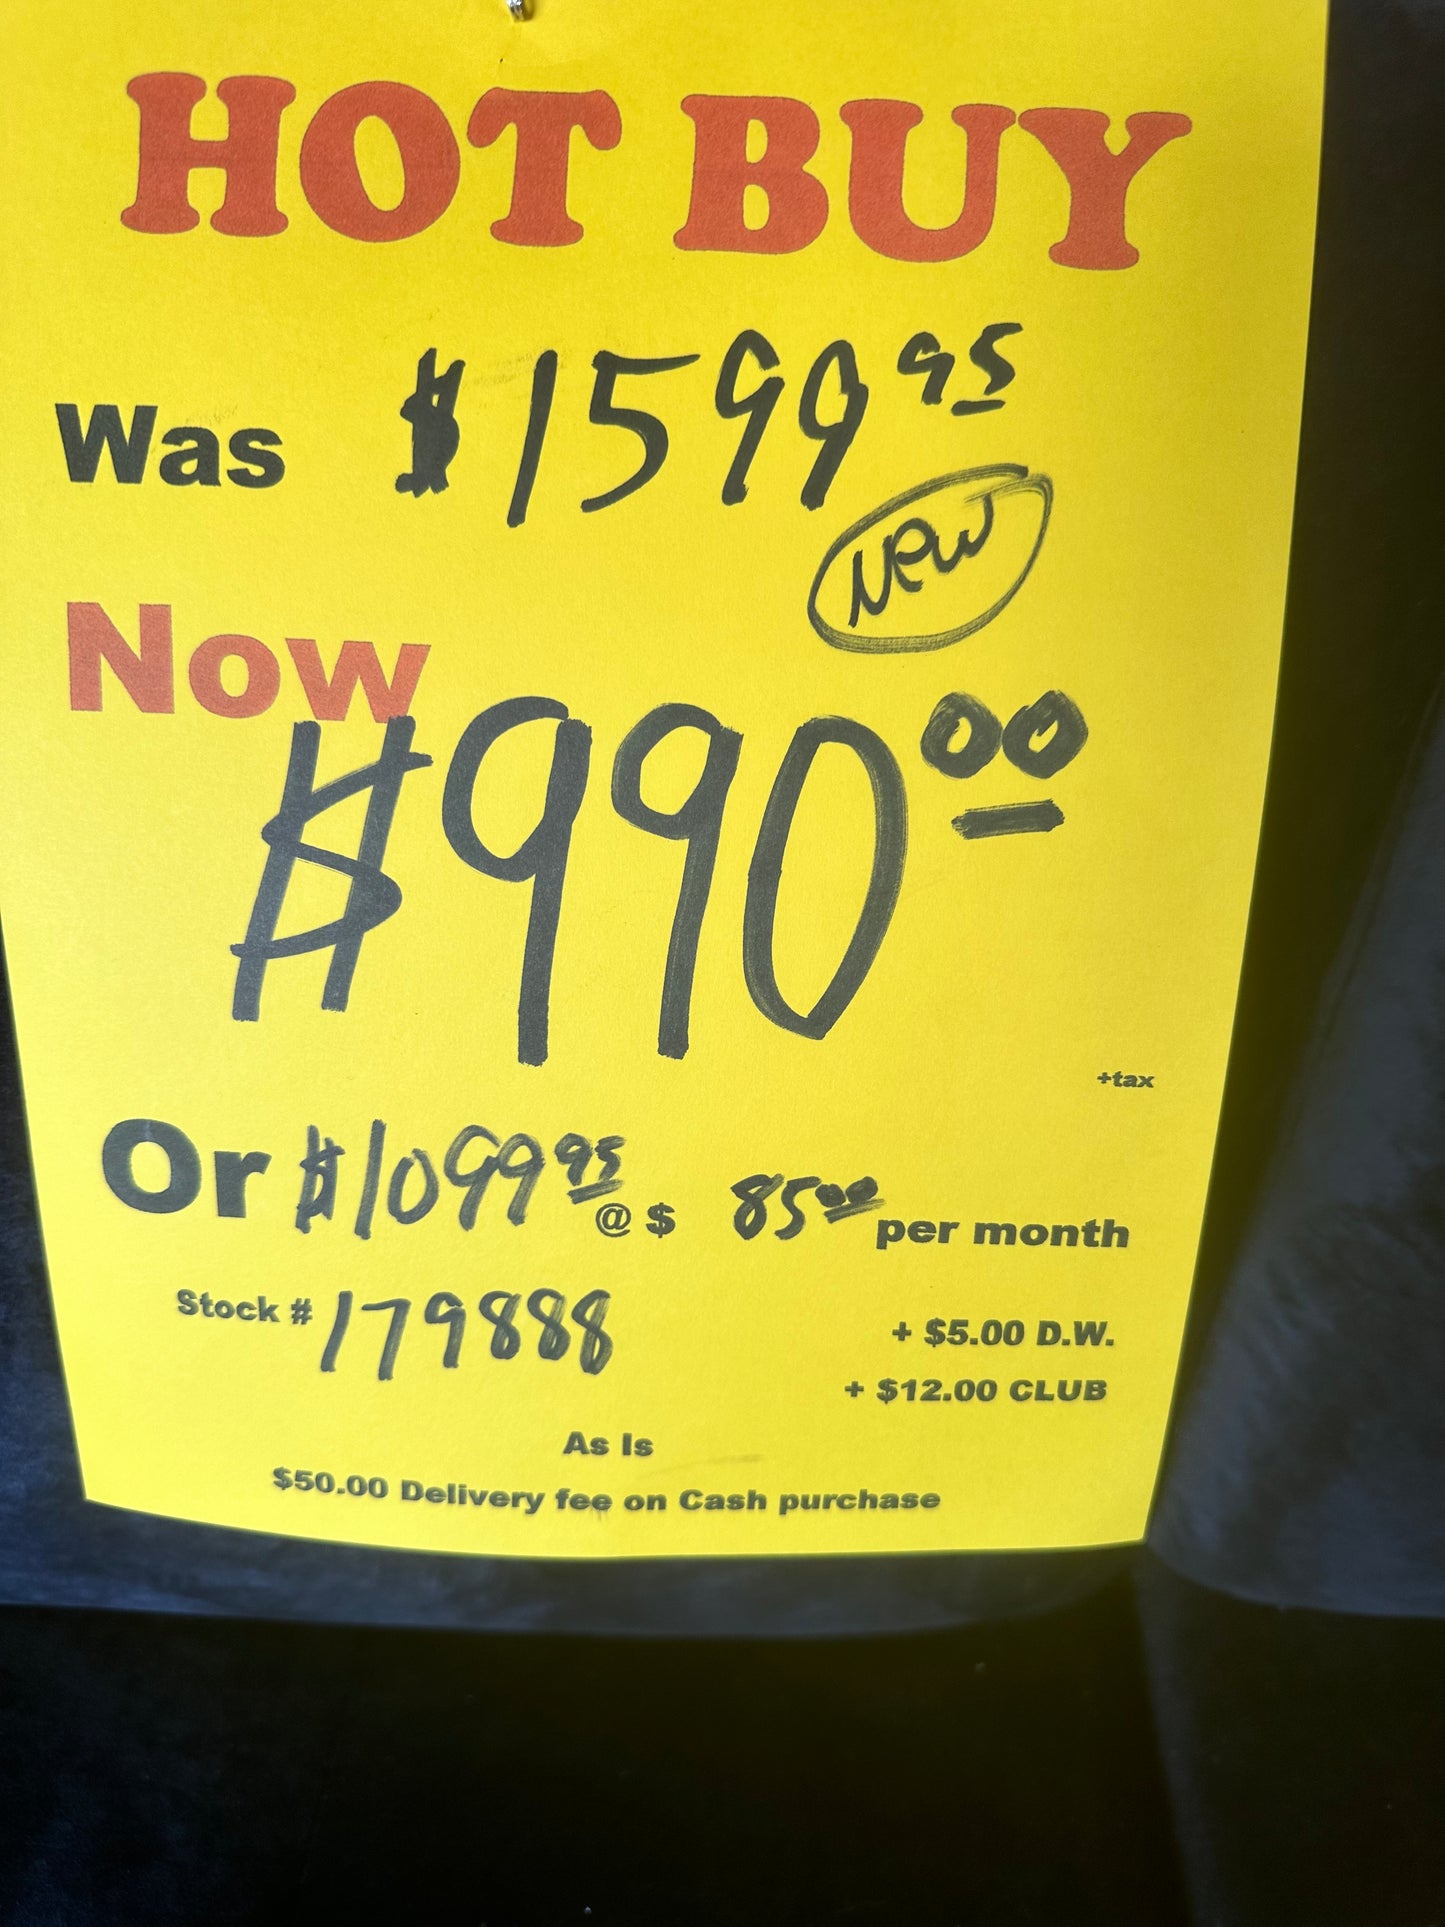 HOT BUY
Was $1599 95
New
Now
$990 00
+tax
Or $1099 95 @ $ 85 00 per month
Stock # 179888
+ $5.00 D.W.
+ $12.00 CLUB
As Is
$50.00 Delivery fee on Cash purchase